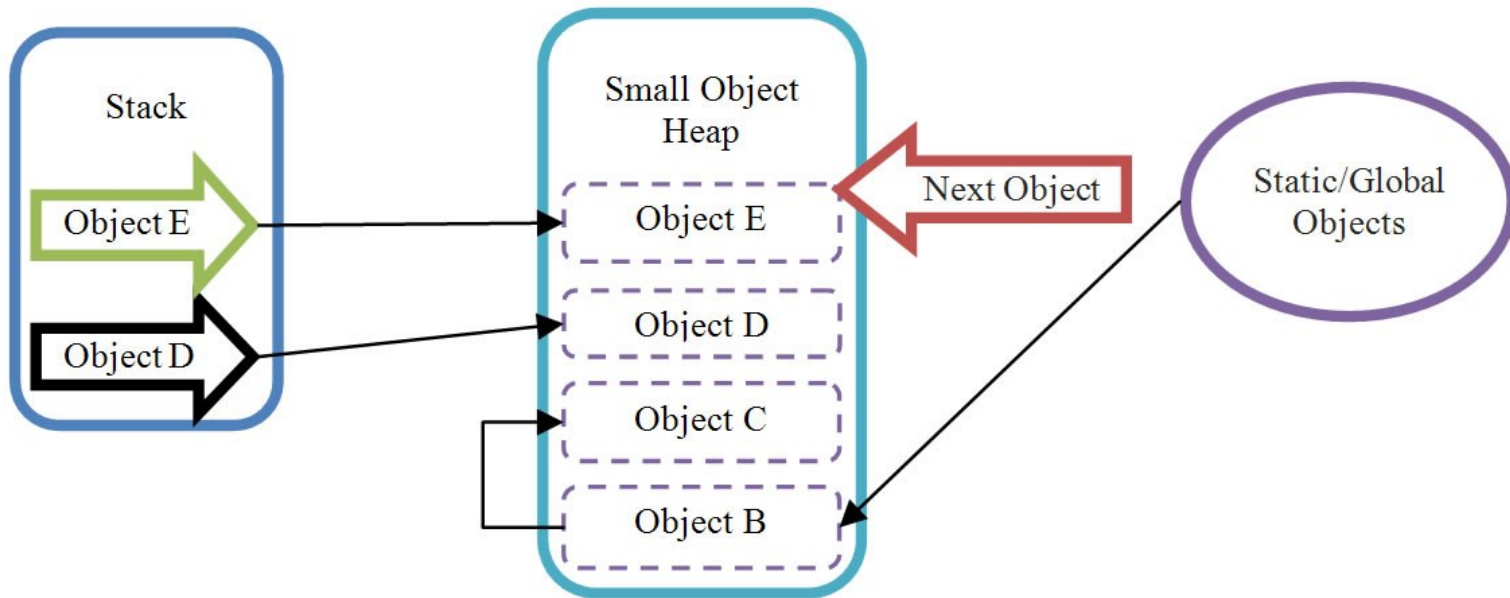 Stack
Object E
Object D
Small Object
Heap
Object E
Object D
Object C
Object B
Next Object
Static/Global
Objects